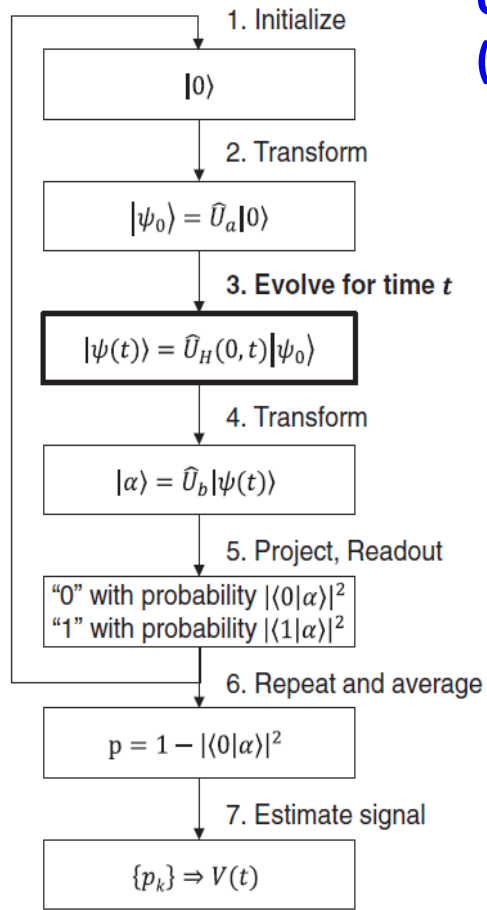 1. Initialize
|0⟩
2. Transform
|ψ₀⟩ = Û_a|0⟩
3. Evolve for time t
|ψ(t)⟩ = Û_H(0, t)|ψ₀⟩
4. Transform
|α⟩ = Û_b|ψ(t)⟩
5. Project, Readout
“0” with probability |⟨0|α⟩|²
“1” with probability |⟨1|α⟩|²
6. Repeat and average
p = 1 − |⟨0|α⟩|²
7. Estimate signal
{p_k} ⇒ V(t)